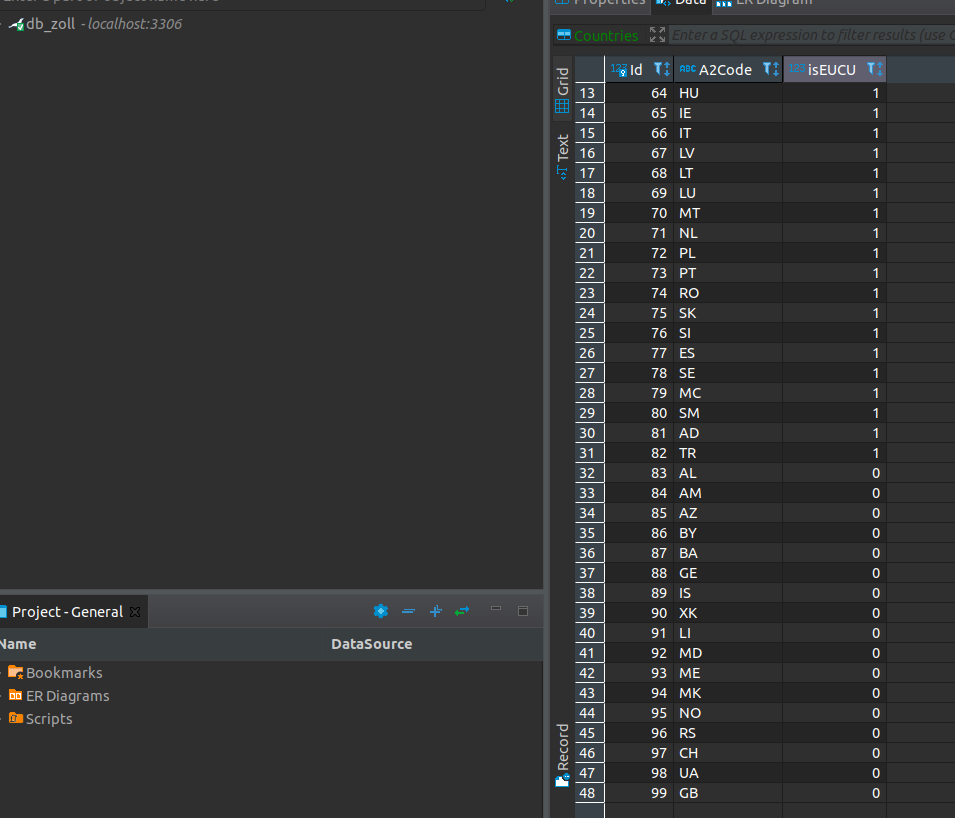 db_zoll - localhost:3306
Properties Data ER Diagram
Countries Enter a SQL expression to filter results (use C
Grid
Text
Record
123 Id ABC A2Code 123 isEUCU
13 64 HU 1
14 65 IE 1
15 66 IT 1
16 67 LV 1
17 68 LT 1
18 69 LU 1
19 70 MT 1
20 71 NL 1
21 72 PL 1
22 73 PT 1
23 74 RO 1
24 75 SK 1
25 76 SI 1
26 77 ES 1
27 78 SE 1
28 79 MC 1
29 80 SM 1
30 81 AD 1
31 82 TR 1
32 83 AL 0
33 84 AM 0
34 85 AZ 0
35 86 BY 0
36 87 BA 0
37 88 GE 0
38 89 IS 0
39 90 XK 0
40 91 LI 0
41 92 MD 0
42 93 ME 0
43 94 MK 0
44 95 NO 0
45 96 RS 0
46 97 CH 0
47 98 UA 0
48 99 GB 0
Project - General
Name DataSource
Bookmarks
ER Diagrams
Scripts